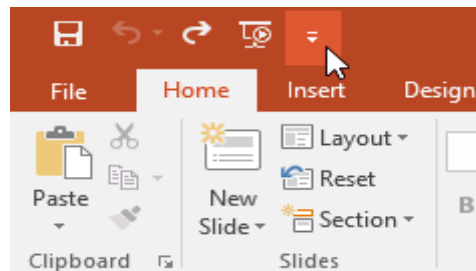 File Home Insert Design
Layout
Reset
Section
Paste
New
Slide
B
Clipboard Slides